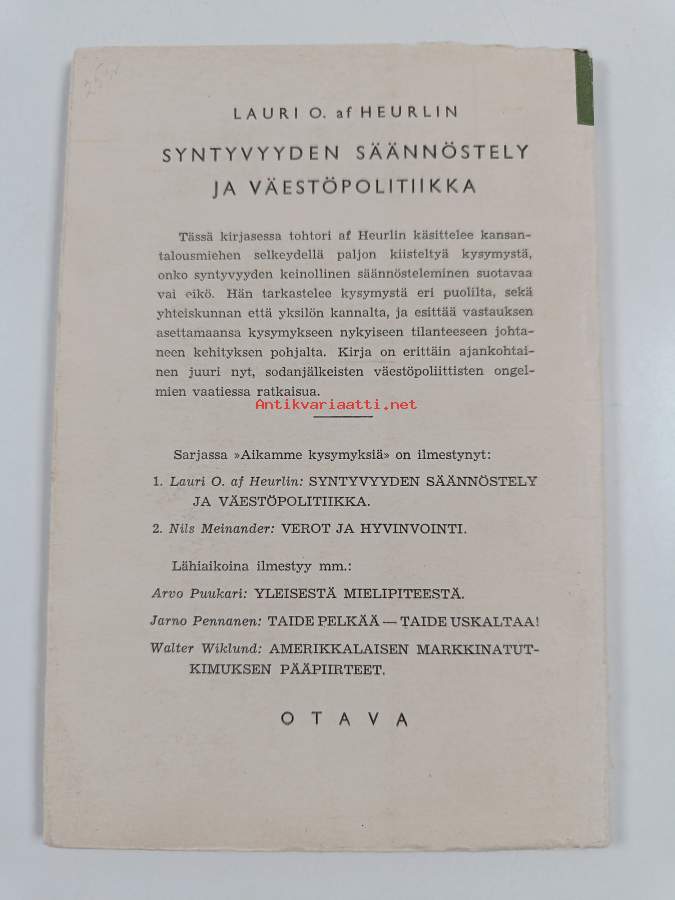 LAURI O. af HEURLIN
SYNTYVYYDEN SÄÄNNÖSTELY
JA VÄESTÖPOLITIIKKA
Tässä kirjasessa tohtori af Heurlin käsittelee kansan-
talousmiehen selkeydellä paljon kiisteltyä kysymystä,
onko syntyvyyden keinollinen säännösteleminen suotavaa
vai eikö. Hän tarkastelee kysymystä eri puolilta, sekä
yhteiskunnan että yksilön kannalta, ja esittää vastauksen
asettamaansa kysymykseen nykyiseen tilanteeseen johta-
neen kehityksen pohjalta. Kirja on erittäin ajankohtai-
nen juuri nyt, sodanjälkeisten väestöpoliittisten ongel-
mien vaatiessa ratkaisua.
Antikvariaatti.net
Sarjassa »Aikamme kysymyksiä» on ilmestynyt:
1. Lauri O. af Heurlin: SYNTYVYYDEN SÄÄNNÖSTELY
JA VÄESTÖPOLITIIKKA.
2. Nils Meinander: VEROT JA HYVINVOINTI.
Lähiaikoina ilmestyy mm.:
Arvo Puukari: YLEISESTÄ MIELIPITEESTÄ.
Jarno Pennanen: TAIDE PELKÄÄ — TAIDE USKALTAA!
Walter Wiklund: AMERIKKALAISEN MARKKINATUT-
KIMUKSEN PÄÄPIIRTEET.
OTAVA